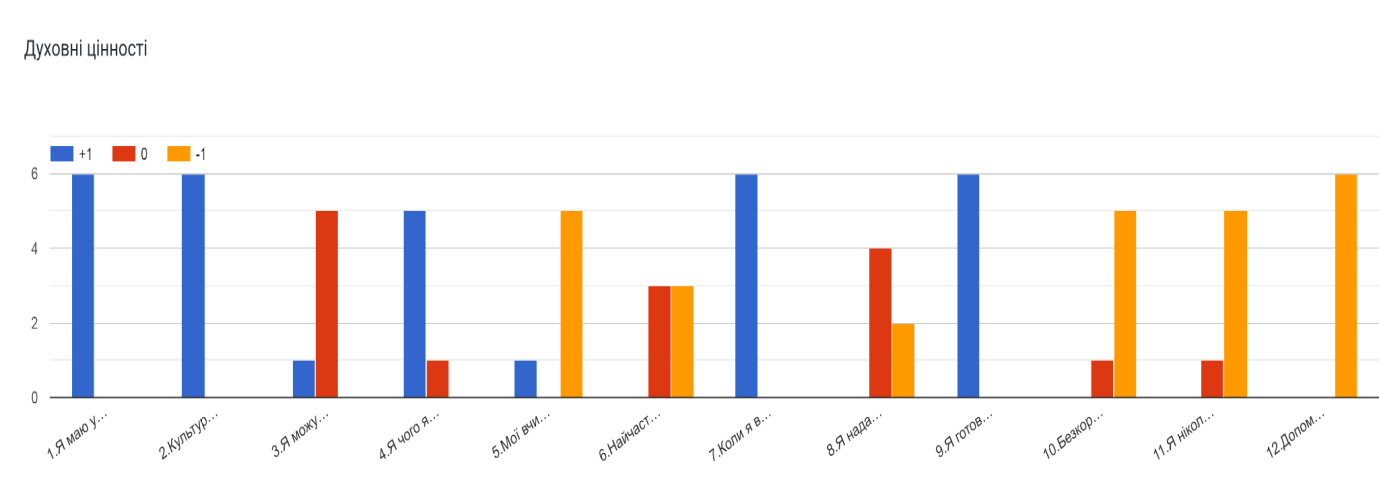 Духовні цінності
+1 0 -1
6
4
2
0
1.Я маю у…
2.Культур…
3.Я можу…
4.Я чого я…
5.Мої вчи…
6.Найчаст…
7.Коли я в…
8.Я нада…
9.Я готов…
10.Безкор…
11.Я нікол…
12.Допом…